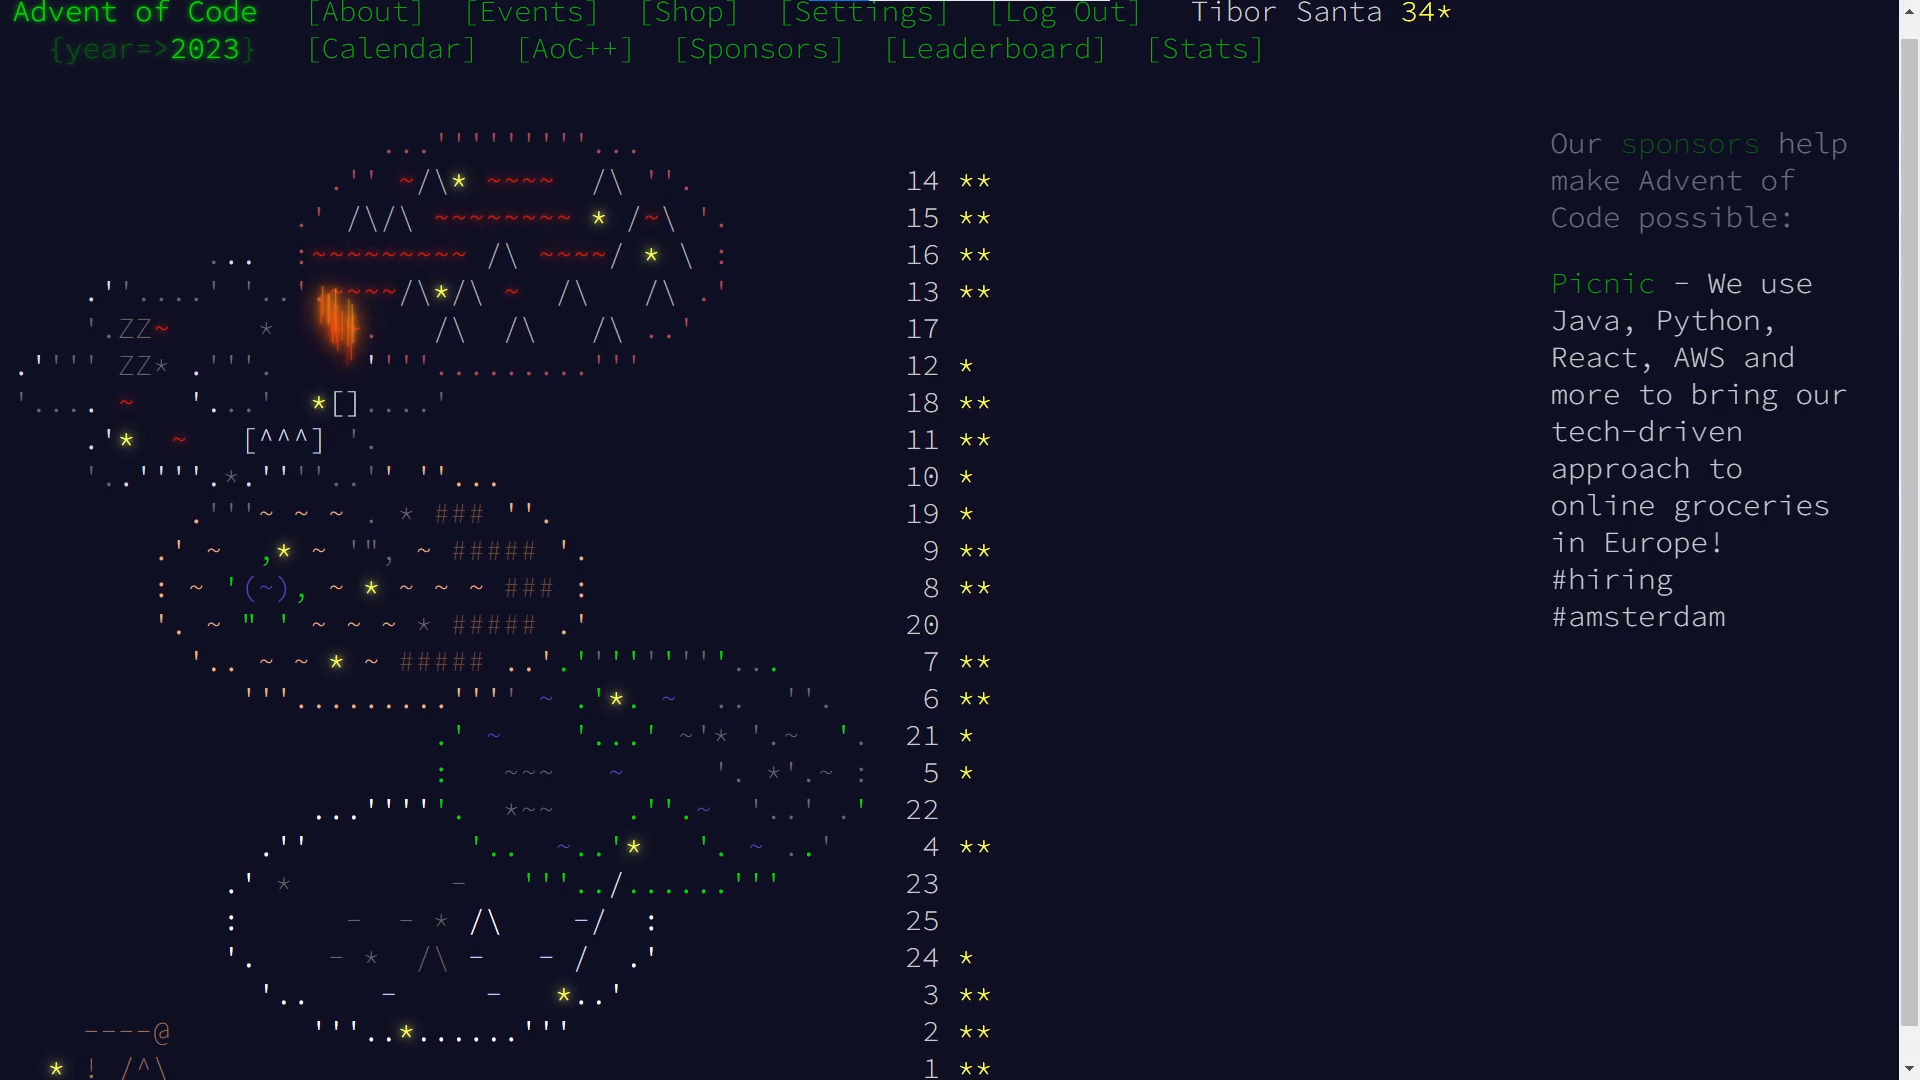 Advent of Code [About] [Events] [Shop] [Settings] [Log Out] Tibor Santa 34*
{year=>2023} [Calendar] [AoC++] [Sponsors] [Leaderboard] [Stats]
14 **
15 **
16 **
13 **
17
12 *
18 **
11 **
10 *
19 *
9 **
8 **
20
7 **
6 **
21 *
5 *
22
4 **
23
25
24 *
3 **
2 **
1 **
Our sponsors help
make Advent of
Code possible:
Picnic - We use
Java, Python,
React, AWS and
more to bring our
tech-driven
approach to
online groceries
in Europe!
#hiring
#amsterdam